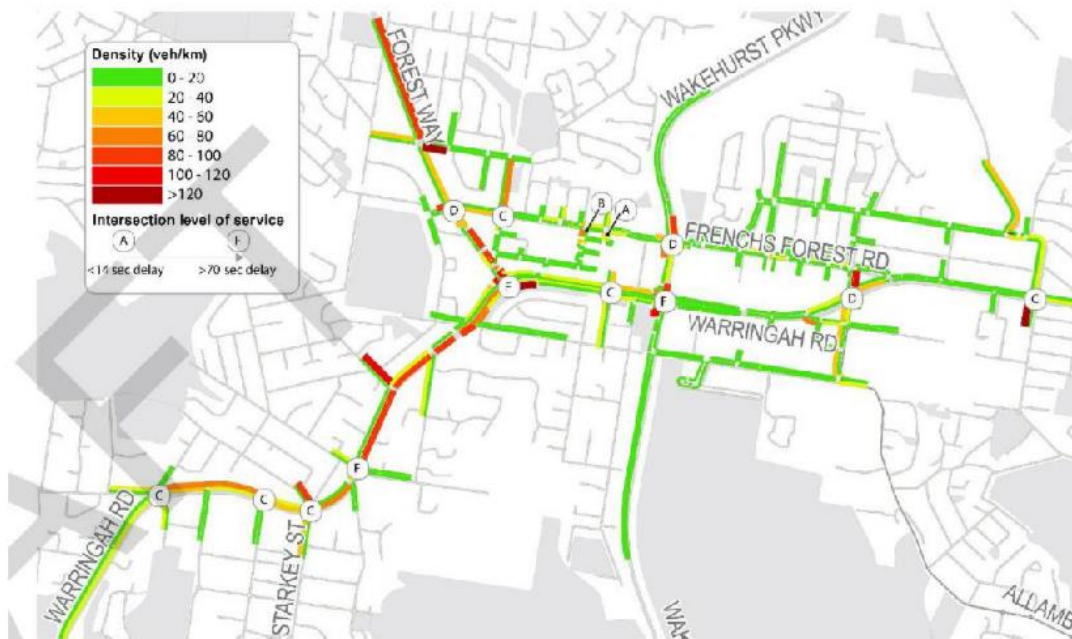 WAKEHURST PKWY
FOREST WAY
Density (veh/km)
0 - 20
20 - 40
40 - 60
60 - 80
80 - 100
100 - 120
>120
Intersection level of service
A
F
<14 sec delay
>70 sec delay
B
A
D
C
D
FRENCHS FOREST RD
F
C
F
D
C
WARRINGAH RD
F
C
C
C
WARRINGAH RD
STARKEY ST
WAK
ALLAMB